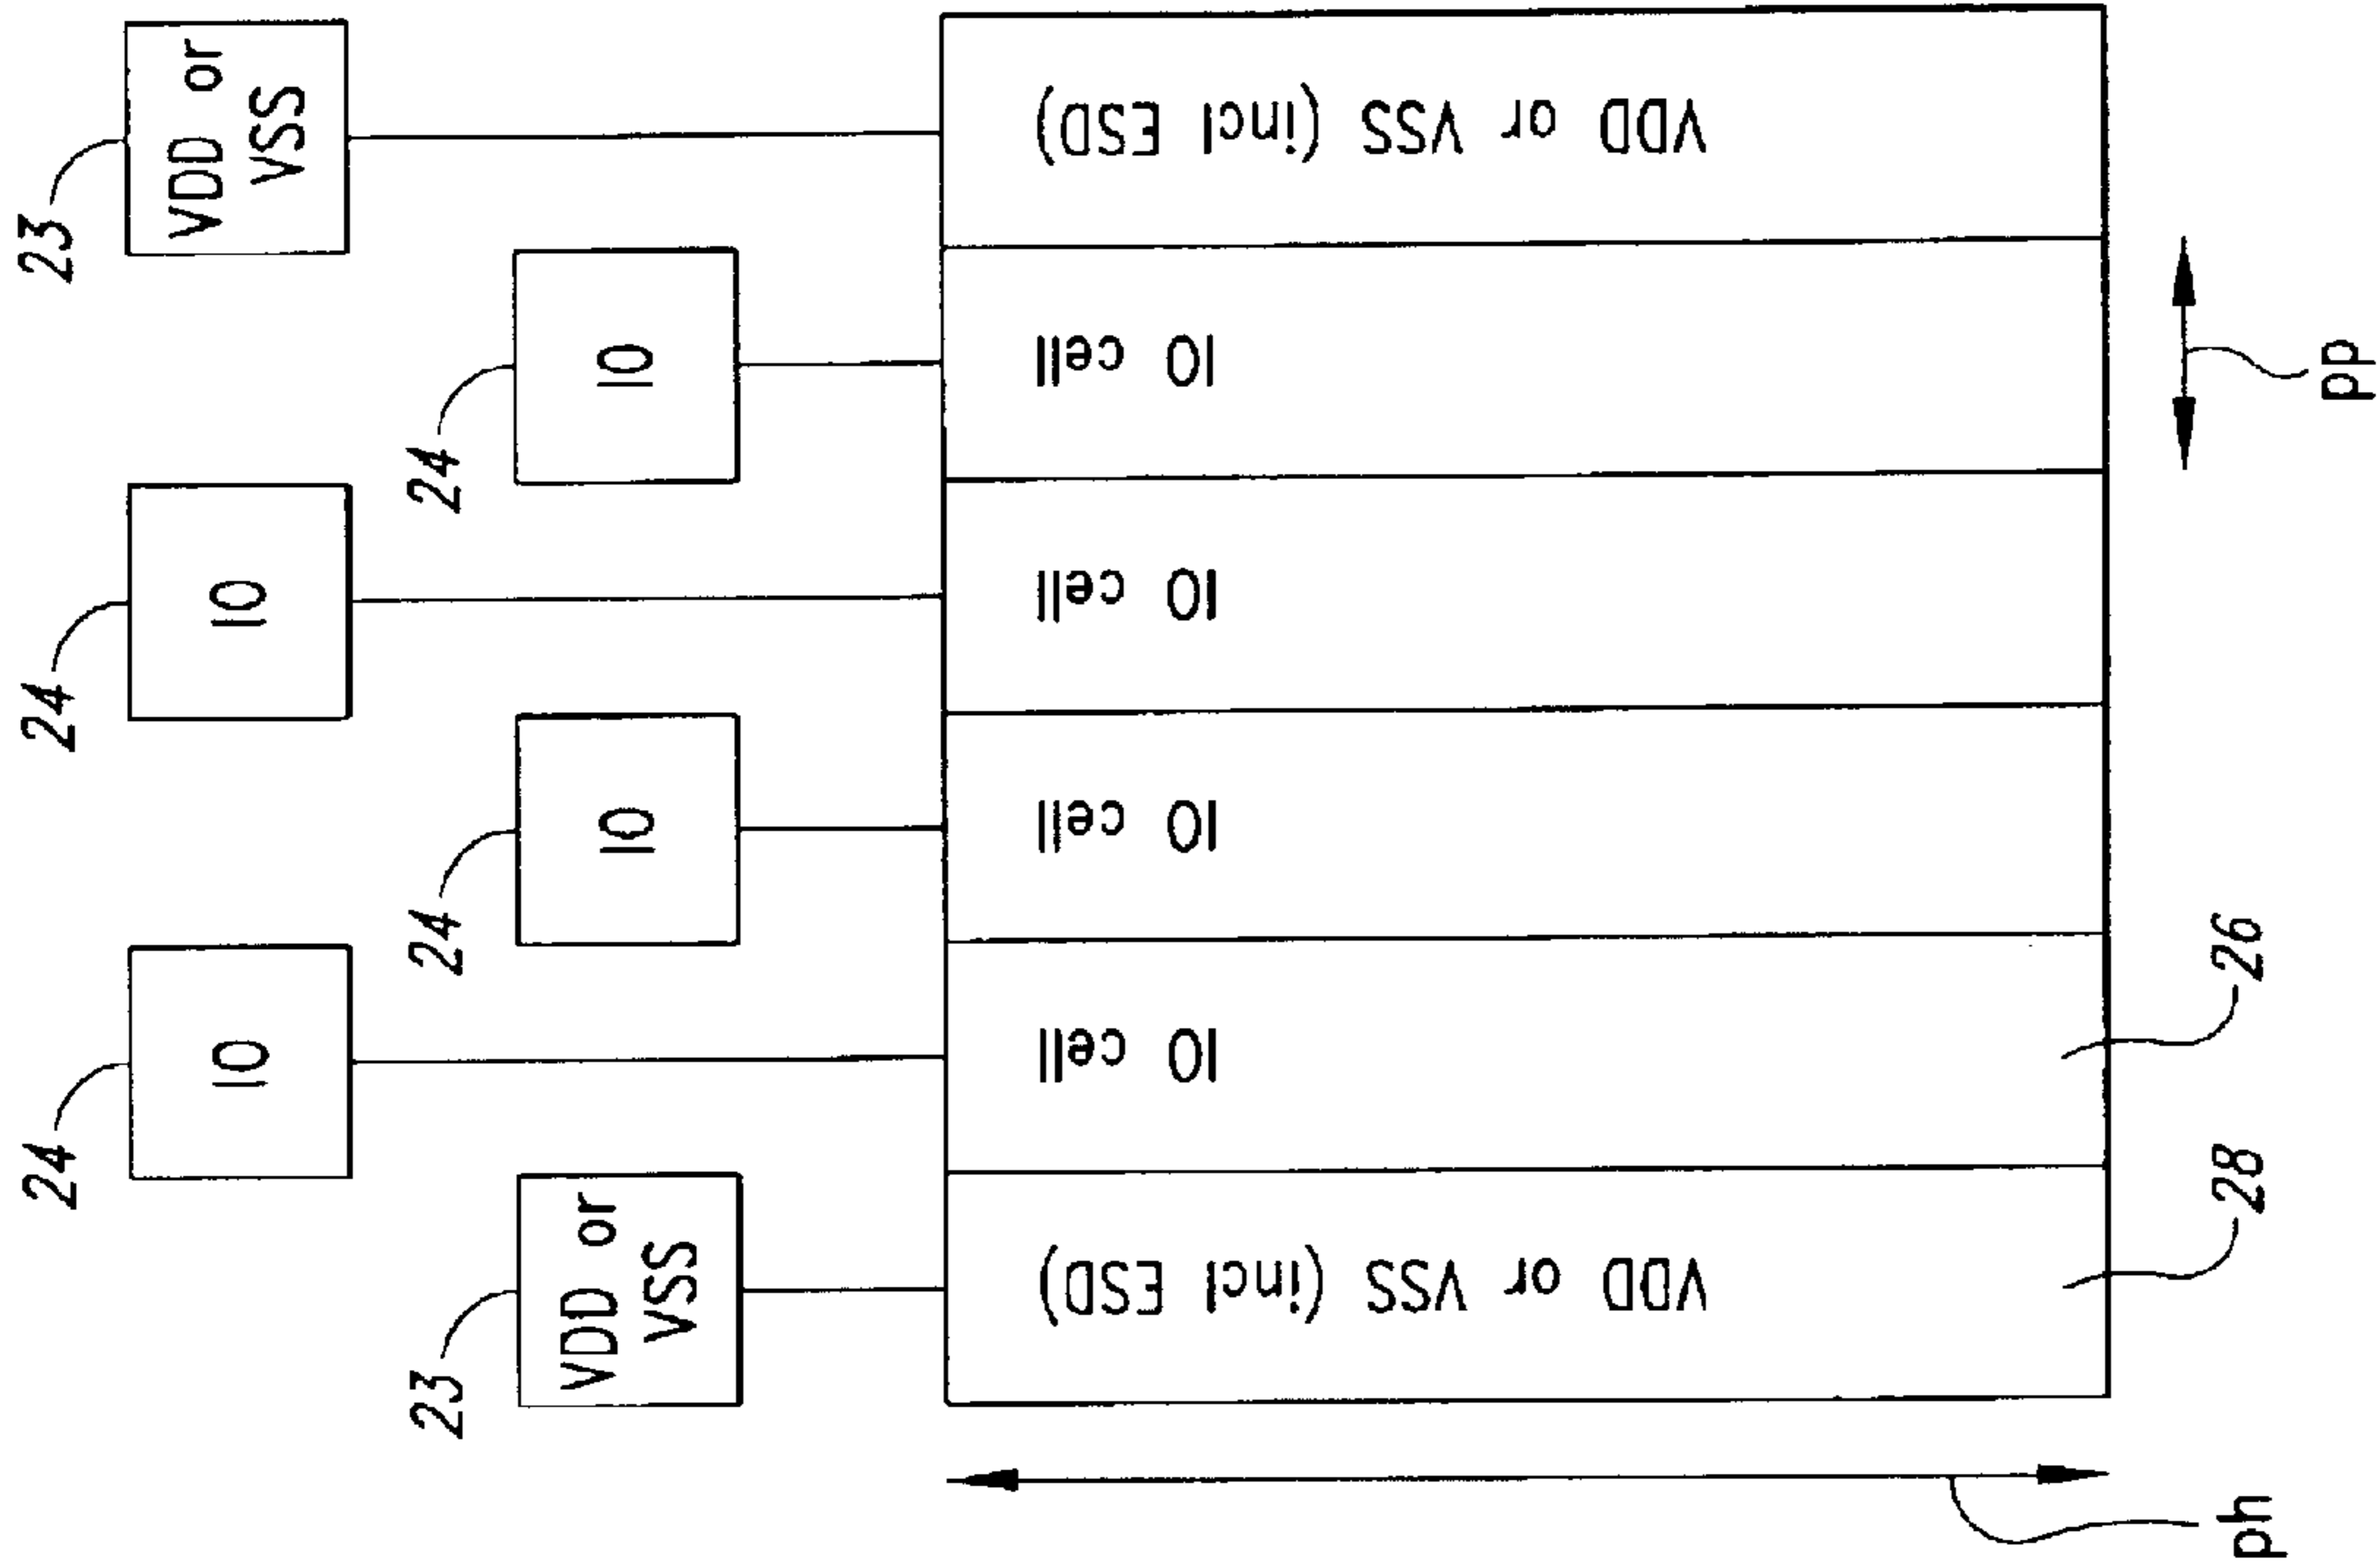 23
VDD or
VSS
VDD or VSS (incl ESD)
24
IO
IO cell
24
IO
IO cell
24
IO
IO cell
24
IO
IO cell
23
VDD or
VSS
VDD or VSS (incl ESD)
26
28
pp
ph